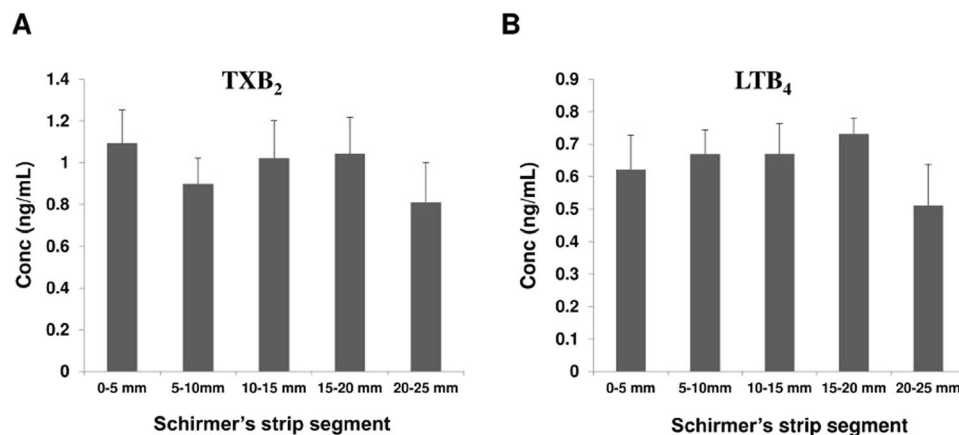 A
TXB₂
Conc (ng/mL)
1.4
1.2
1
0.8
0.6
0.4
0.2
0
0-5 mm 5-10mm 10-15 mm 15-20 mm 20-25 mm
Schirmer’s strip segment
B
LTB₄
Conc (ng/mL)
0.9
0.8
0.7
0.6
0.5
0.4
0.3
0.2
0.1
0
0-5 mm 5-10mm 10-15 mm 15-20 mm 20-25 mm
Schirmer’s strip segment